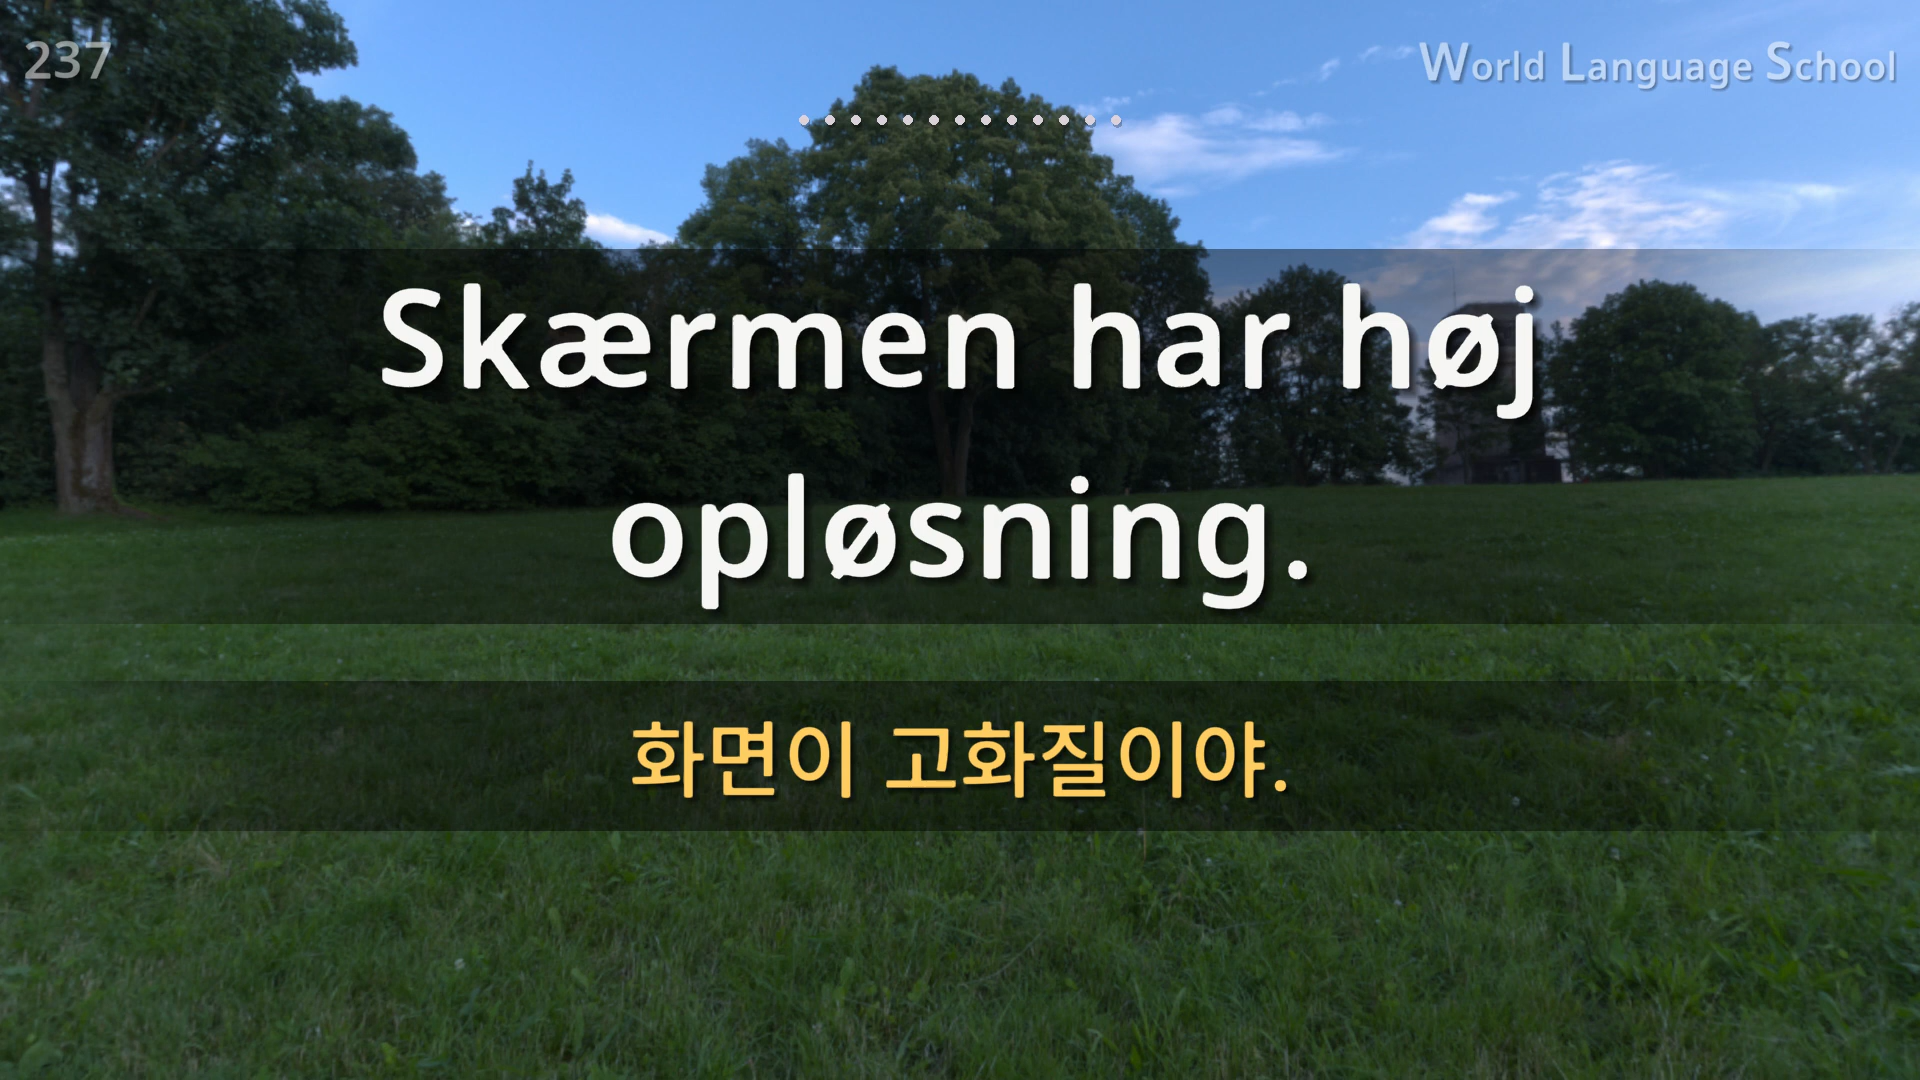 237
World Language School
Skærmen har høj
opløsning.
화면이 고화질이야.